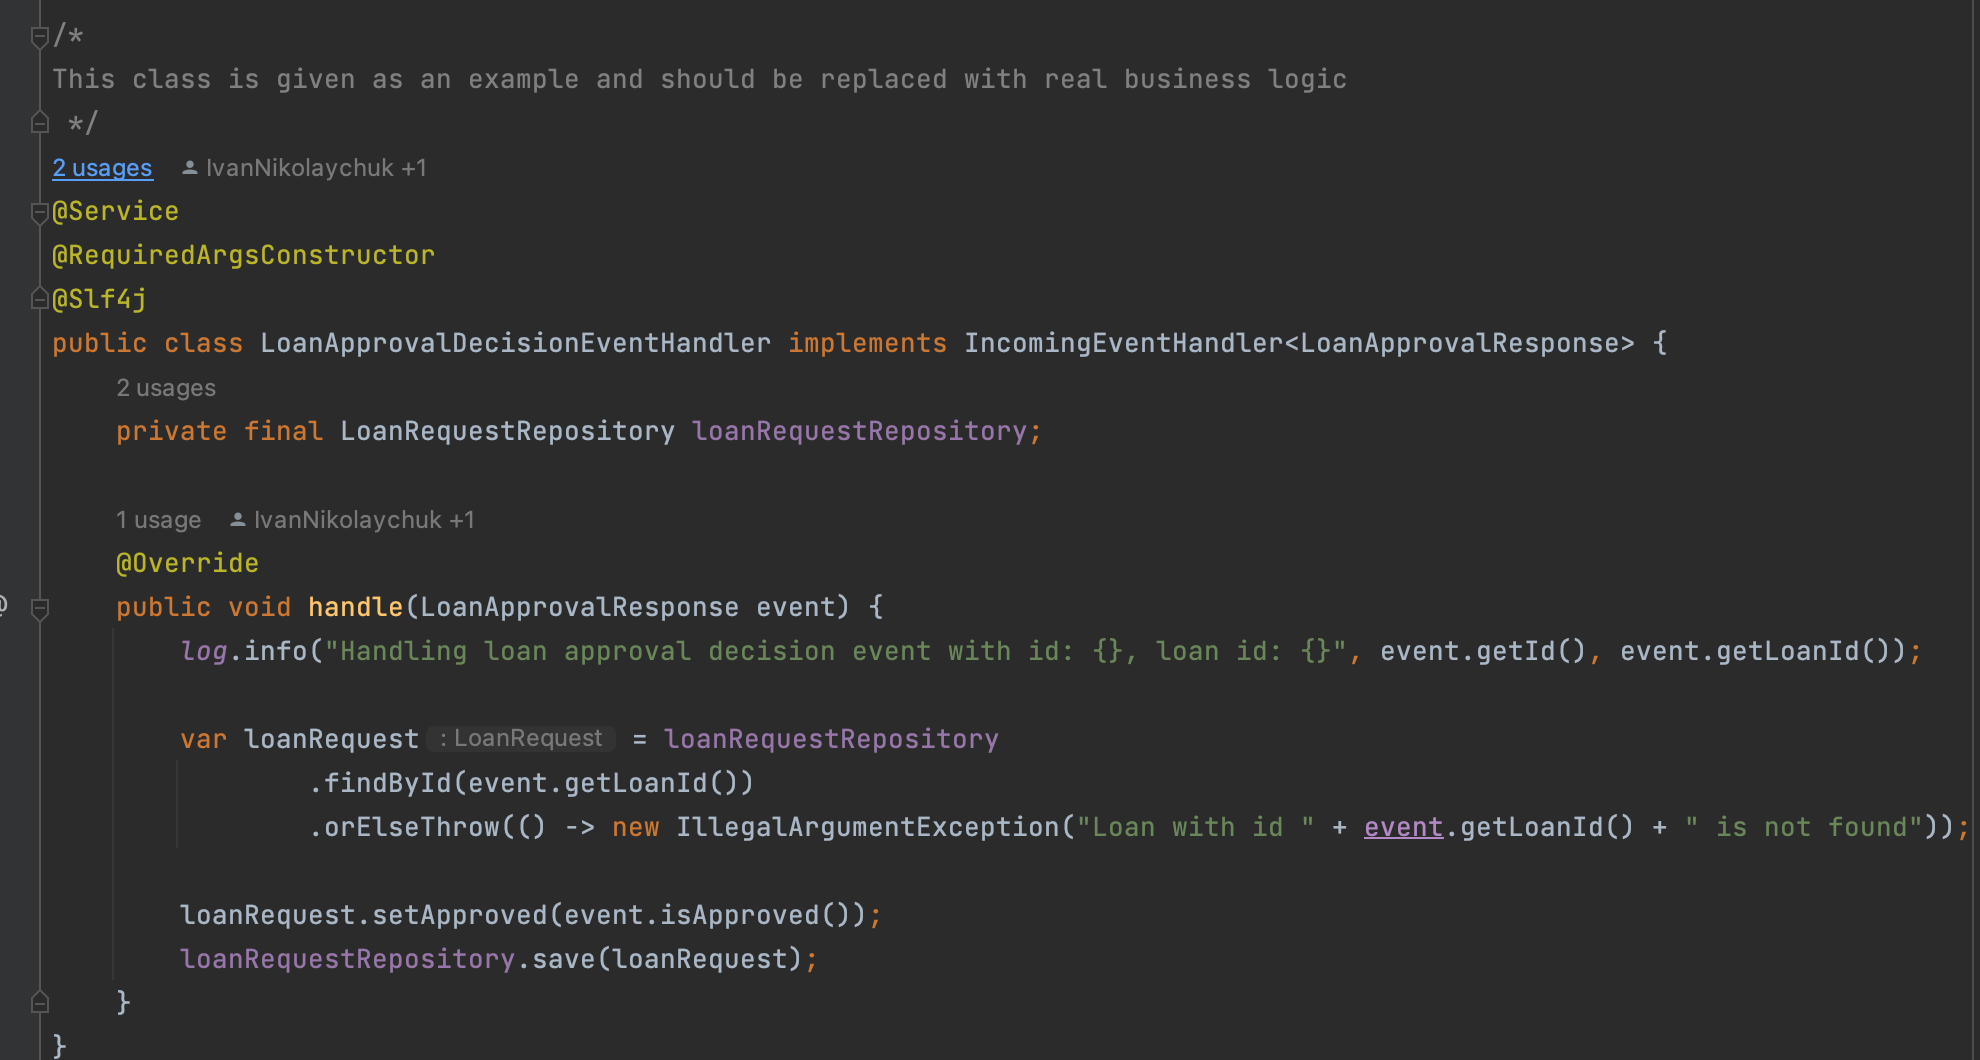 /*
This class is given as an example and should be replaced with real business logic
*/
2 usages IvanNikolaychuk +1
@Service
@RequiredArgsConstructor
@Slf4j
public class LoanApprovalDecisionEventHandler implements IncomingEventHandler<LoanApprovalResponse> {
2 usages
private final LoanRequestRepository loanRequestRepository;
1 usage IvanNikolaychuk +1
@Override
public void handle(LoanApprovalResponse event) {
log.info("Handling loan approval decision event with id: {}, loan id: {}", event.getId(), event.getLoanId());
var loanRequest : LoanRequest = loanRequestRepository
.findById(event.getLoanId())
.orElseThrow(() -> new IllegalArgumentException("Loan with id " + event.getLoanId() + " is not found"));
loanRequest.setApproved(event.isApproved());
loanRequestRepository.save(loanRequest);
}
}